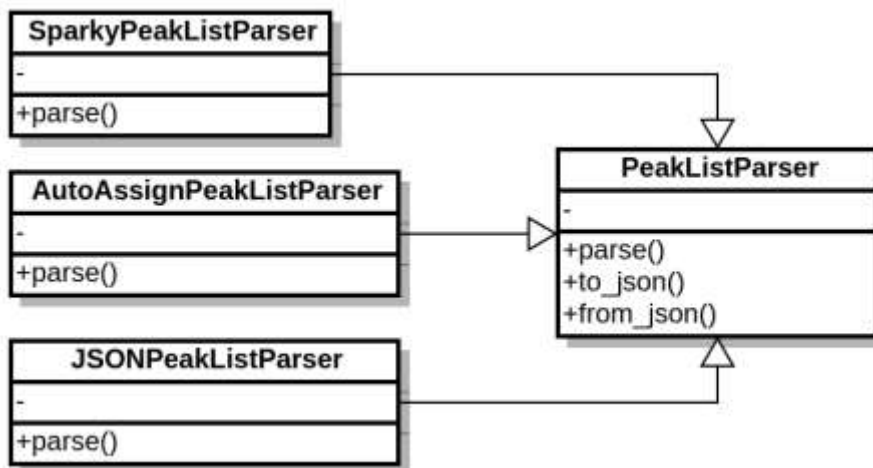 SparkyPeakListParser
-
+parse()
AutoAssignPeakListParser
-
+parse()
JSONPeakListParser
-
+parse()
PeakListParser
-
+parse()
+to_json()
+from_json()